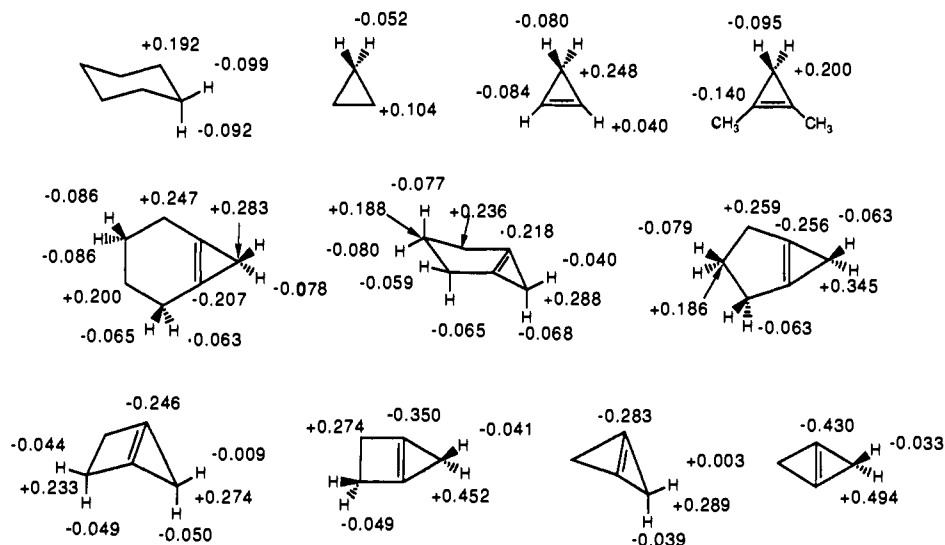 -0.052 -0.080 -0.095
H H H H H H
+0.192 -0.099 +0.248 +0.200
H -0.084 -0.140
+0.104 H H CH3 CH3
H -0.092 +0.040
-0.077
-0.086 +0.247 +0.283 H +0.259 -0.256 -0.063
H +0.188 +0.236 ·0.218 -0.079
H H H H H H
-0.086 H -0.080 H -0.040 H H
-0.059 H
+0.200 -0.207 -0.078 H H +0.288 +0.186 +0.345
H H H H H
-0.065 ·0.063 -0.065 -0.068 -0.063
-0.246 -0.350 -0.283 -0.430
-0.044 +0.274 -0.041 H -0.033
H -0.009 H H
+0.233 H H +0.003
H +0.274 H +0.452 H +0.289 +0.494
H H H H
-0.049 -0.050 -0.049 -0.039